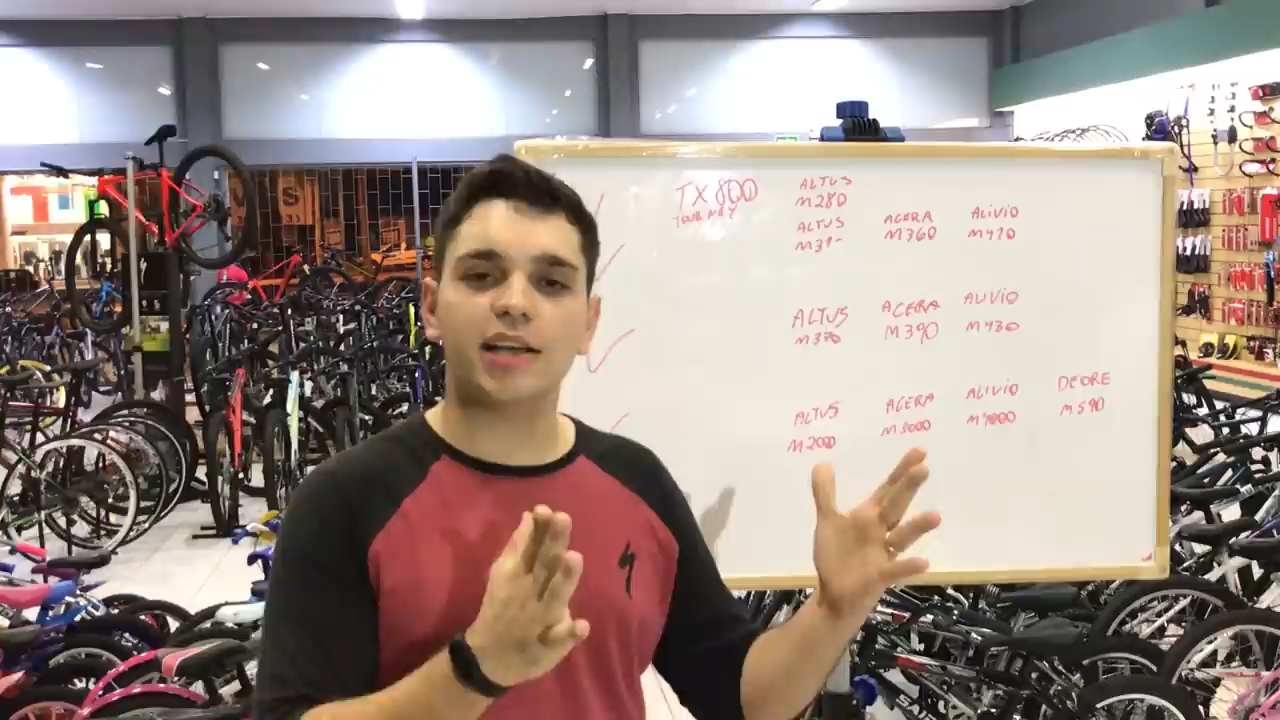 TX 800
TOURNEY
ALTUS
M280
ALTUS
ACERA
M360
ALIVIO
M410
ALTUS
M370
ACERA
M390
ALIVIO
M430
ALTUS
M2000
ACERA
M3000
ALIVIO
M4000
DEORE
M590
S